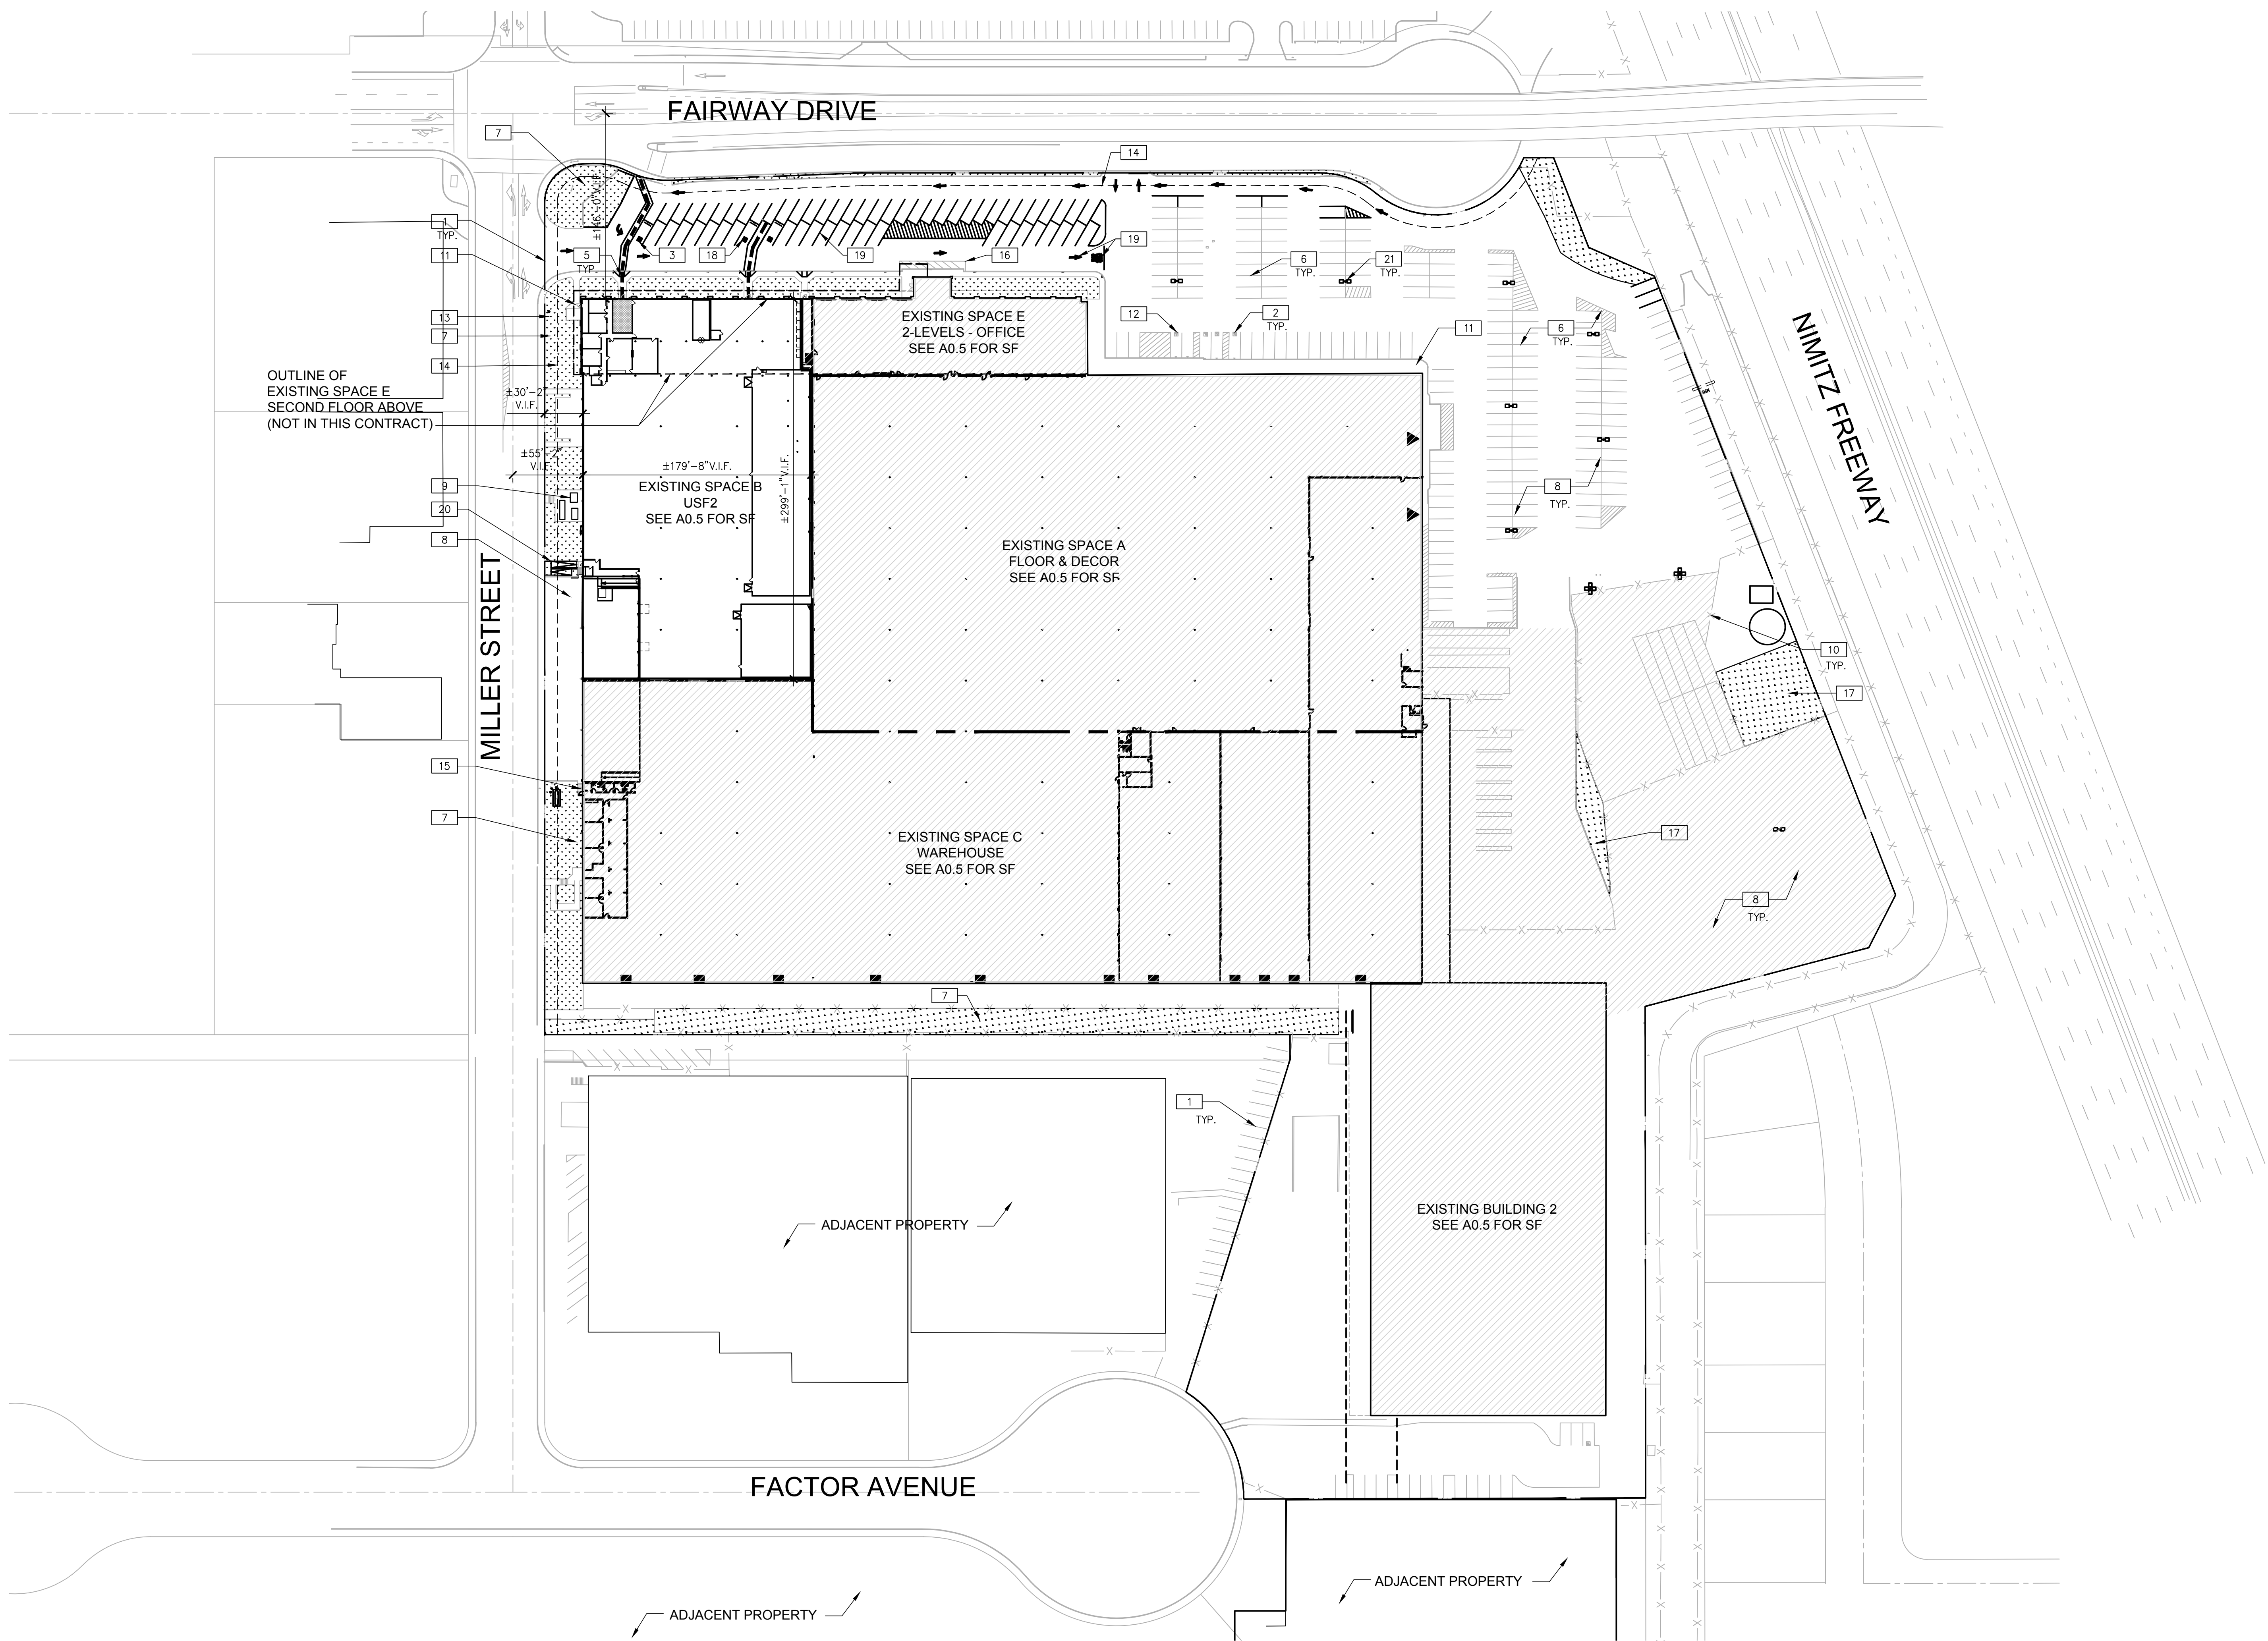 FAIRWAY DRIVE
7
14
1
TYP.
±146'-0"V.I.F.
11
5
TYP.
3
18
19
16
19
6
TYP.
21
TYP.
13
7
14
12
2
TYP.
11
6
TYP.
NIMITZ FREEWAY
EXISTING SPACE E
2-LEVELS - OFFICE
SEE A0.5 FOR SF
OUTLINE OF
EXISTING SPACE E
SECOND FLOOR ABOVE
(NOT IN THIS CONTRACT)
±30'-2"
V.I.F.
±55'-2"
V.I.F.
±179'-8"V.I.F.
±299'-1"V.I.F.
EXISTING SPACE B
USF2
SEE A0.5 FOR SF
9
20
8
8
TYP.
EXISTING SPACE A
FLOOR & DECOR
SEE A0.5 FOR SF
MILLER STREET
10
TYP.
17
15
7
17
EXISTING SPACE C
WAREHOUSE
SEE A0.5 FOR SF
8
TYP.
7
1
TYP.
ADJACENT PROPERTY
EXISTING BUILDING 2
SEE A0.5 FOR SF
FACTOR AVENUE
ADJACENT PROPERTY
ADJACENT PROPERTY